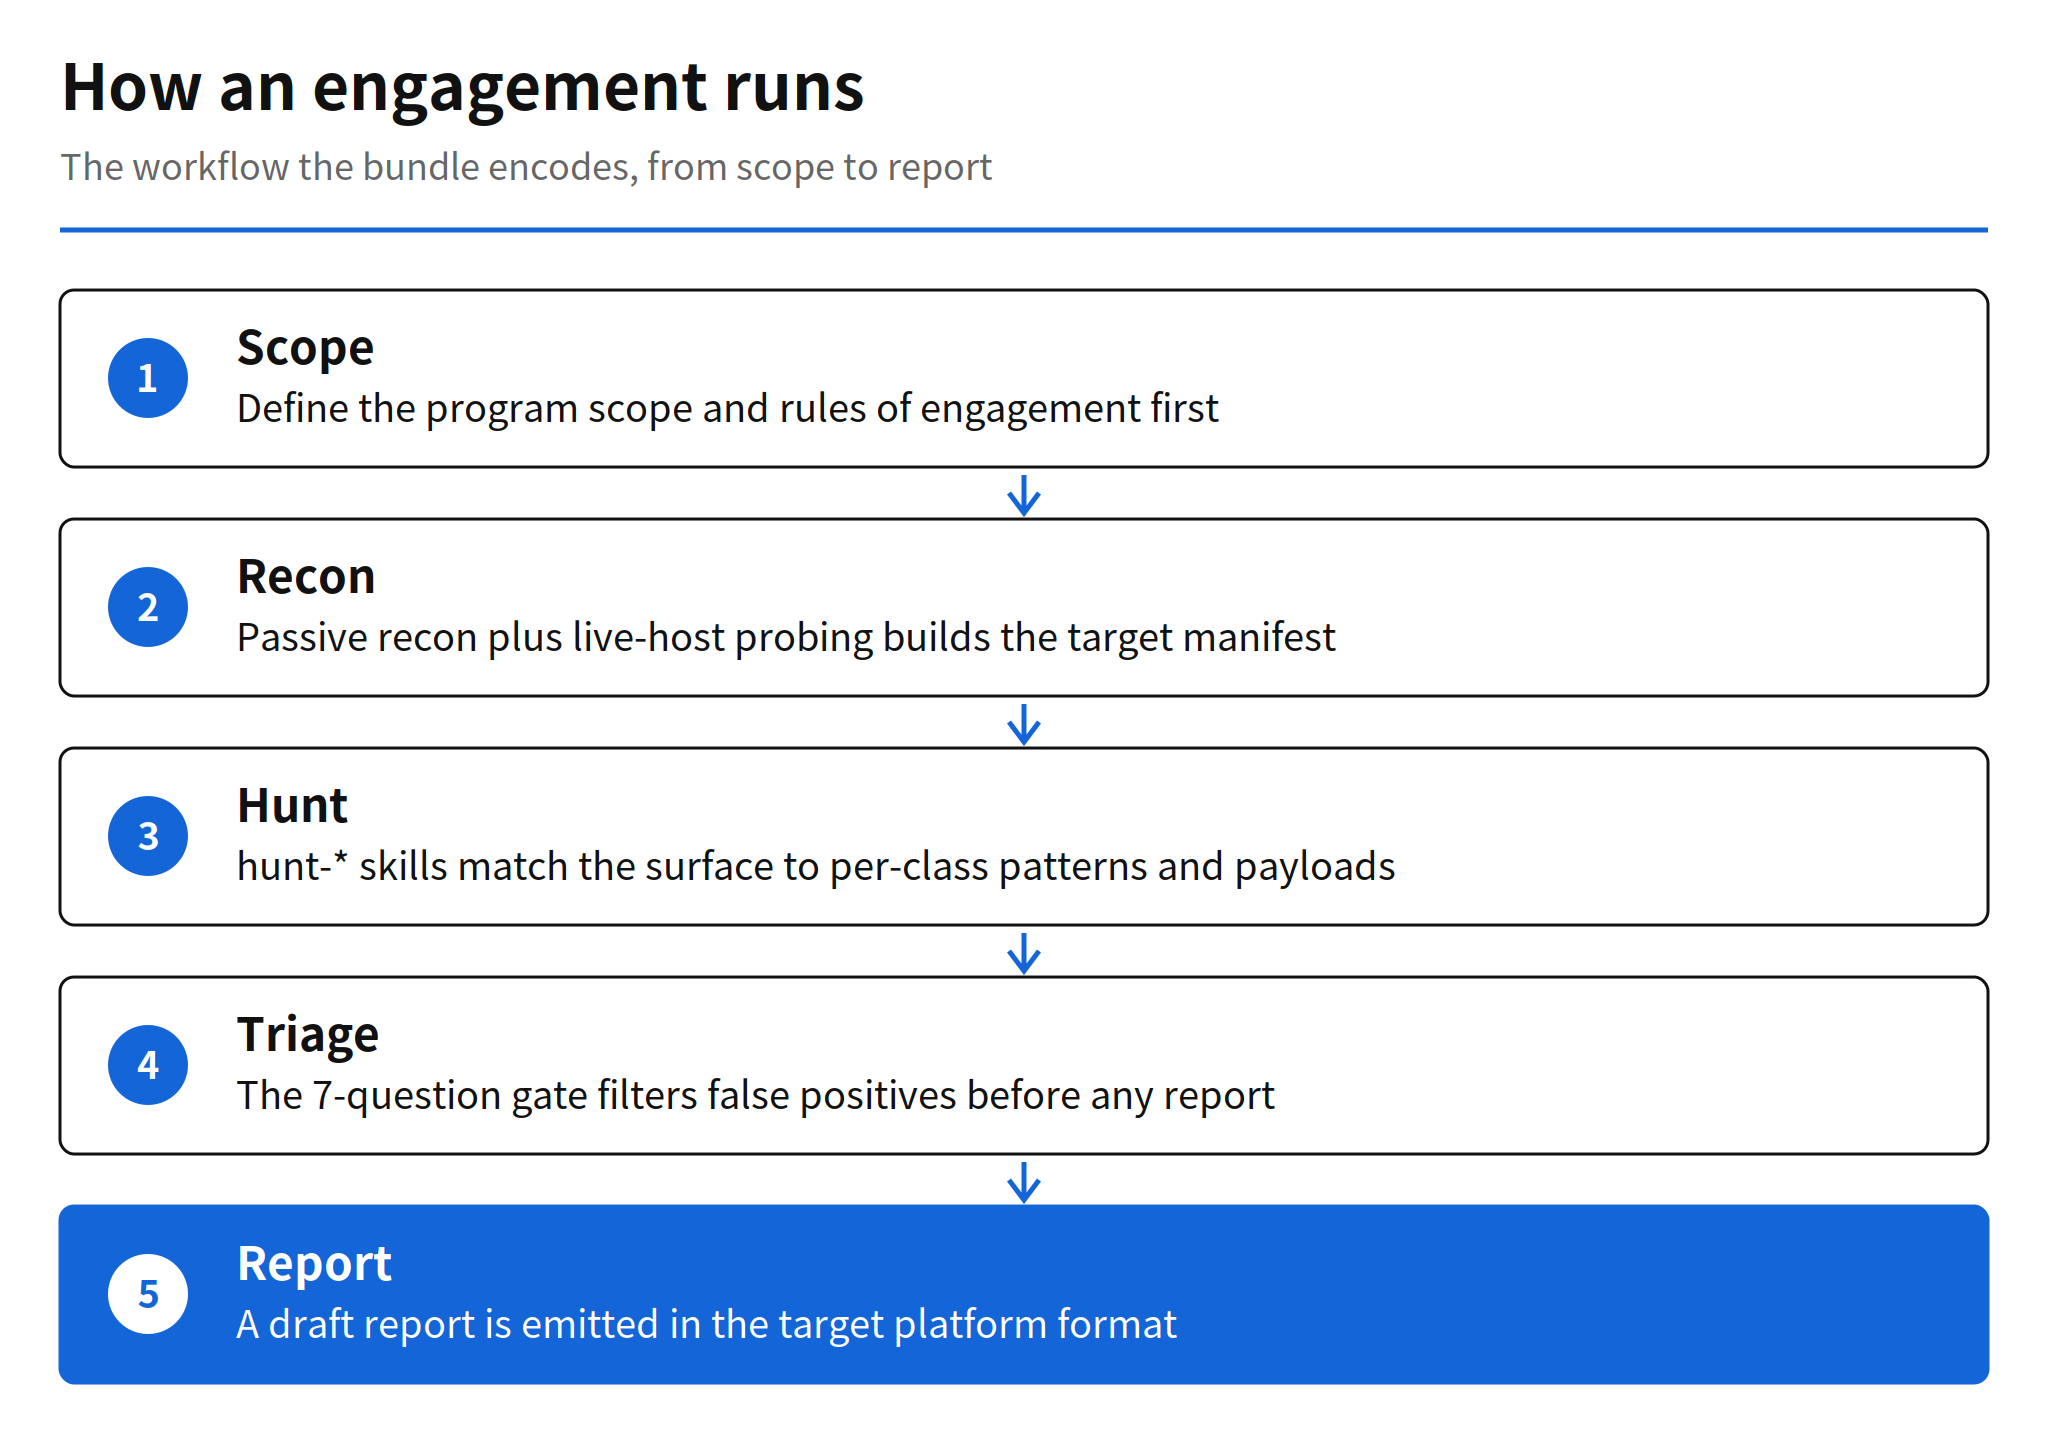 How an engagement runs
The workflow the bundle encodes, from scope to report
1
Scope
Define the program scope and rules of engagement first
2
Recon
Passive recon plus live-host probing builds the target manifest
3
Hunt
hunt-* skills match the surface to per-class patterns and payloads
4
Triage
The 7-question gate filters false positives before any report
5
Report
A draft report is emitted in the target platform format